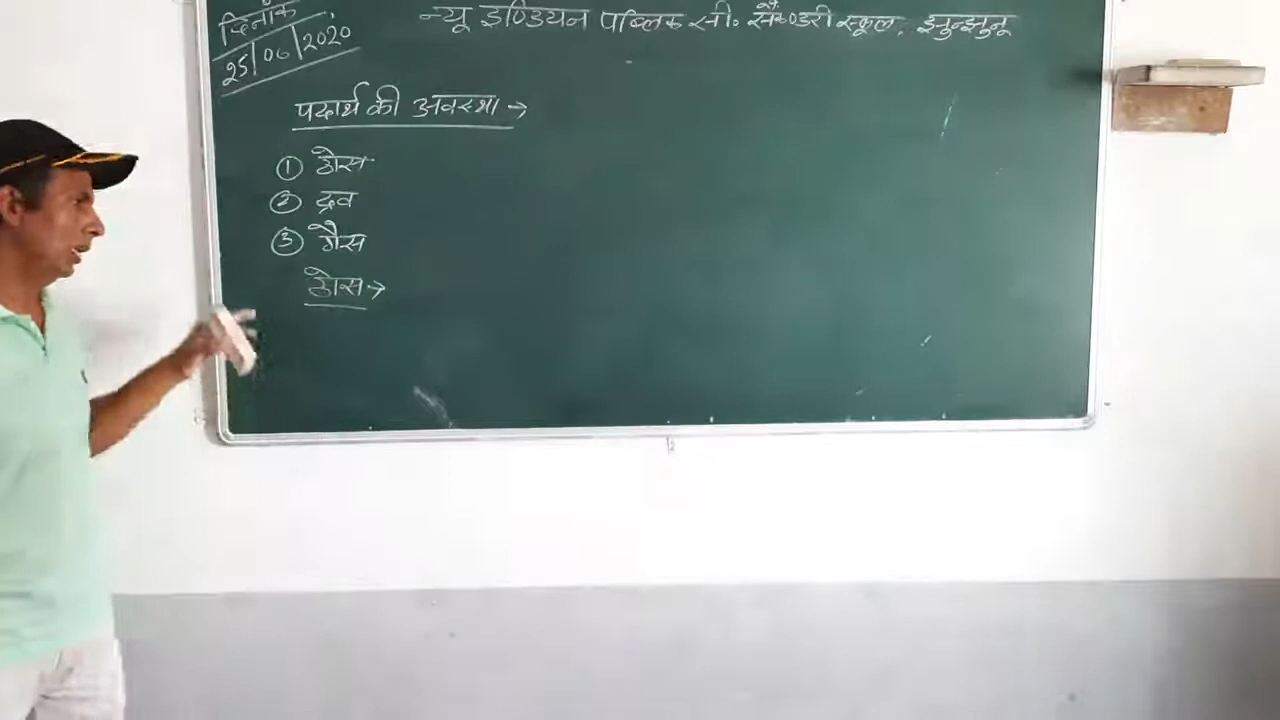 दिनांक
25/06/2020
न्यू इण्डियन पब्लिक सी॰ सैकण्डरी स्कूल, झुन्झुनू
पदार्थ की अवस्था →
① ठोस
② द्रव
③ गैस
ठोस →